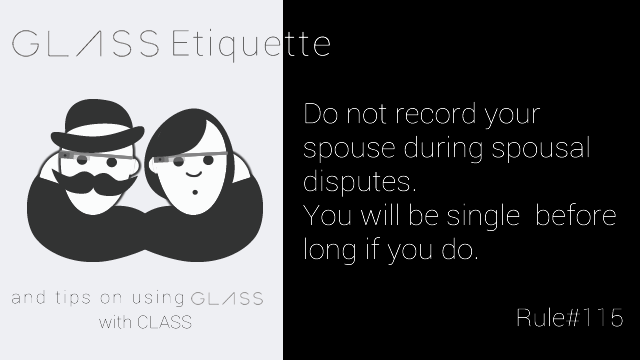 GLASS Etiquette
Do not record your
spouse during spousal
disputes.
You will be single before
long if you do.
and tips on using GLASS
with CLASS
Rule#115